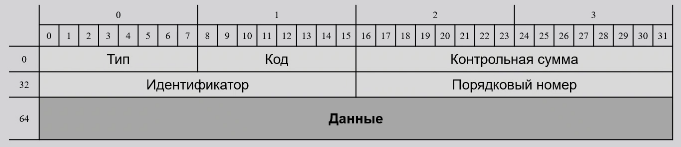 0 1 2 3
0 1 2 3 4 5 6 7 8 9 10 11 12 13 14 15 16 17 18 19 20 21 22 23 24 25 26 27 28 29 30 31
0 Тип Код Контрольная сумма
32 Идентификатор Порядковый номер
64 Данные